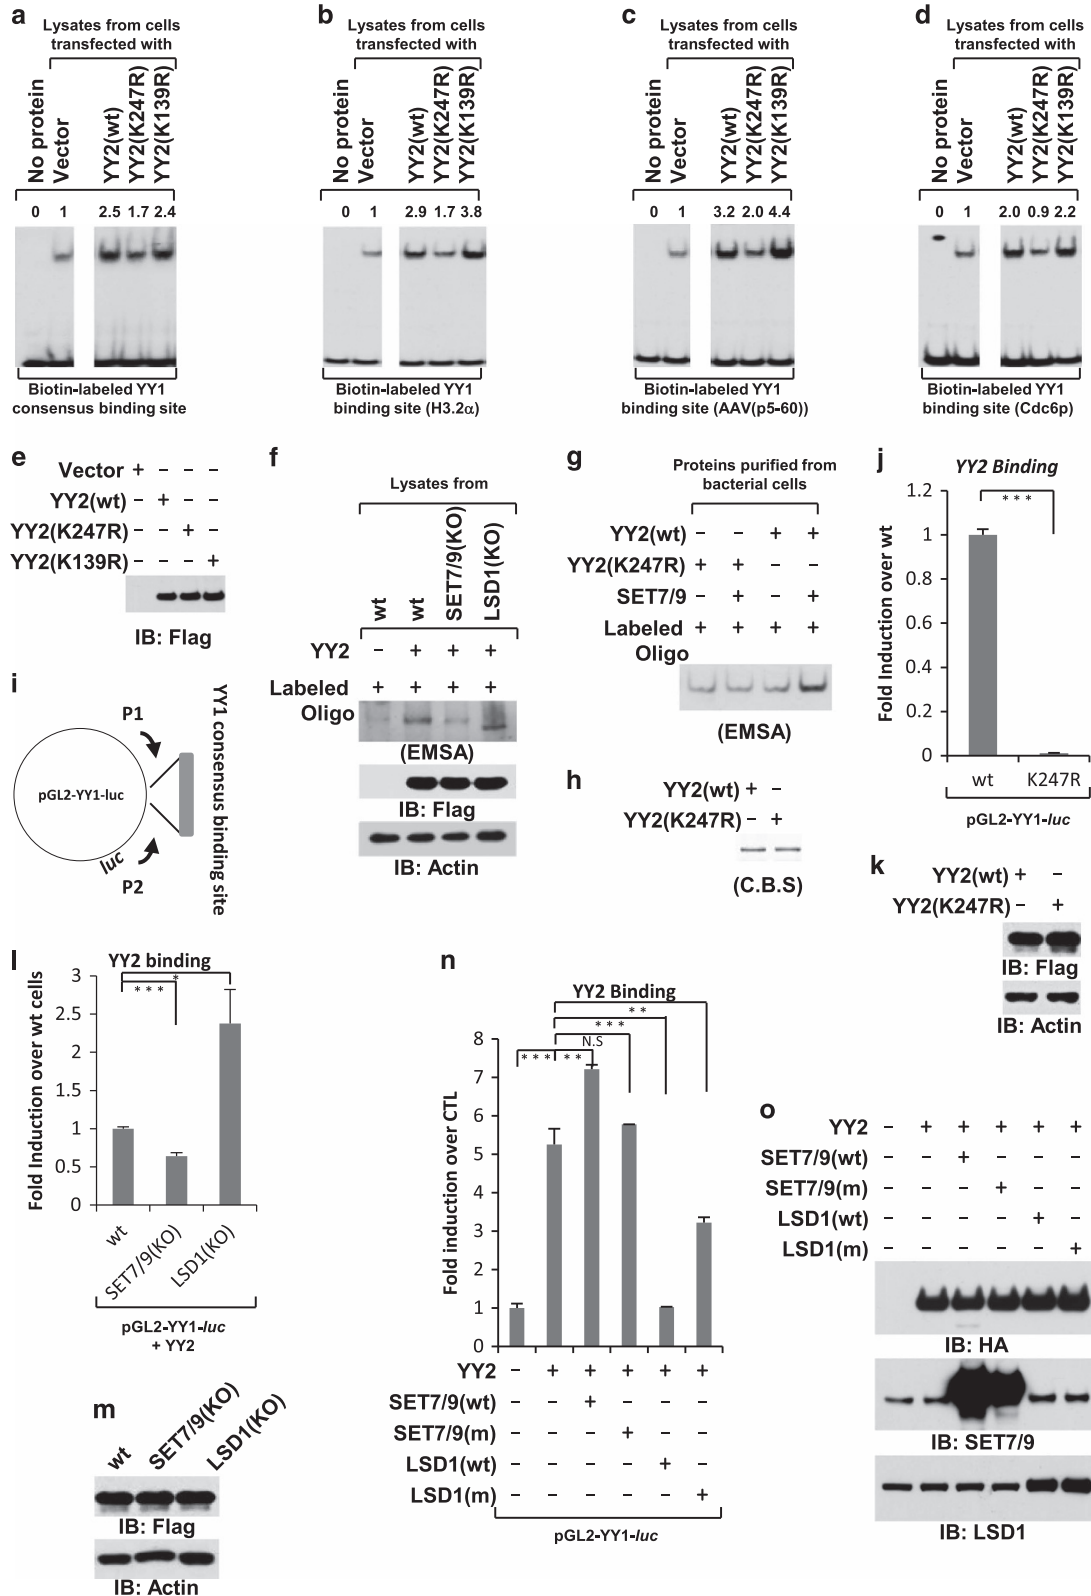 a
Lysates from cells
transfected with
No protein
Vector
YY2(wt)
YY2(K247R)
YY2(K139R)
0 1 2.5 1.7 2.4
Biotin-labeled YY1
consensus binding site
b
Lysates from cells
transfected with
No protein
Vector
YY2(wt)
YY2(K247R)
YY2(K139R)
0 1 2.9 1.7 3.8
Biotin-labeled YY1
binding site (H3.2α)
c
Lysates from cells
transfected with
No protein
Vector
YY2(wt)
YY2(K247R)
YY2(K139R)
0 1 3.2 2.0 4.4
Biotin-labeled YY1
binding site (AAV(p5-60))
d
Lysates from cells
transfected with
No protein
Vector
YY2(wt)
YY2(K247R)
YY2(K139R)
0 1 2.0 0.9 2.2
Biotin-labeled YY1
binding site (Cdc6p)
e
Vector + – – –
YY2(wt) – + – –
YY2(K247R) – – + –
YY2(K139R) – – – +
IB: Flag
f
Lysates from
wt
wt
SET7/9(KO)
LSD1(KO)
YY2 – + + +
Labeled + + + +
Oligo
(EMSA)
IB: Flag
IB: Actin
g
Proteins purified from
bacterial cells
YY2(wt) – – + +
YY2(K247R) + + – –
SET7/9 – + – +
Labeled + + + +
Oligo
(EMSA)
h
YY2(wt) + –
YY2(K247R) – +
(C.B.S)
i
P1
pGL2-YY1-luc
luc
P2
YY1 consensus binding site
j
YY2 Binding
***
Fold Induction over wt
1.2
1
0.8
0.6
0.4
0.2
0
wt K247R
pGL2-YY1-luc
k
YY2(wt) + –
YY2(K247R) – +
IB: Flag
IB: Actin
l
YY2 binding
*
***
Fold Induction over wt cells
3
2.5
2
1.5
1
0.5
0
wt
SET7/9(KO)
LSD1(KO)
pGL2-YY1-luc
+ YY2
m
wt
SET7/9(KO)
LSD1(KO)
IB: Flag
IB: Actin
n
YY2 Binding
**
***
N.S
*** **
Fold induction over CTL
8
7
6
5
4
3
2
1
0
YY2 – + + + + +
SET7/9(wt) – – + – – –
SET7/9(m) – – – + – –
LSD1(wt) – – – – + –
LSD1(m) – – – – – +
pGL2-YY1-luc
o
YY2 – + + + + +
SET7/9(wt) – – + – – –
SET7/9(m) – – – + – –
LSD1(wt) – – – – + –
LSD1(m) – – – – – +
IB: HA
IB: SET7/9
IB: LSD1